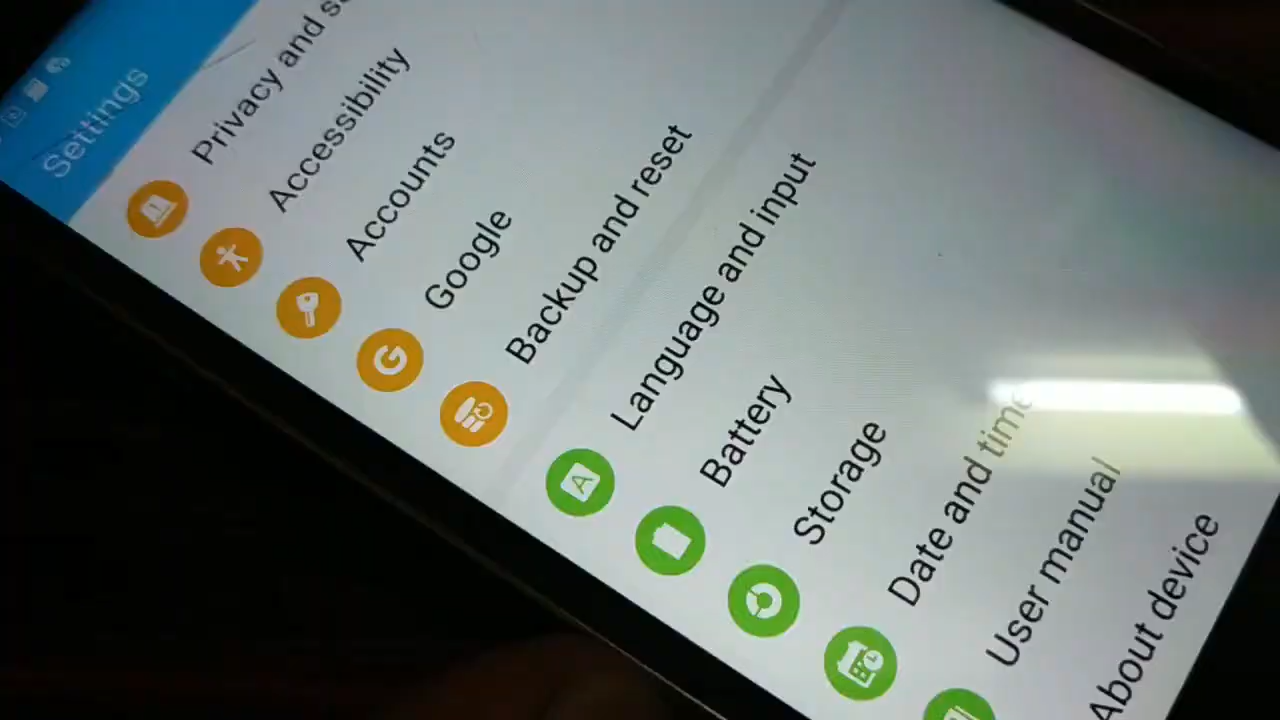 Settings
Privacy and s
Accessibility
Accounts
Google
Backup and reset
Language and input
Battery
Storage
Date and time
User manual
About device